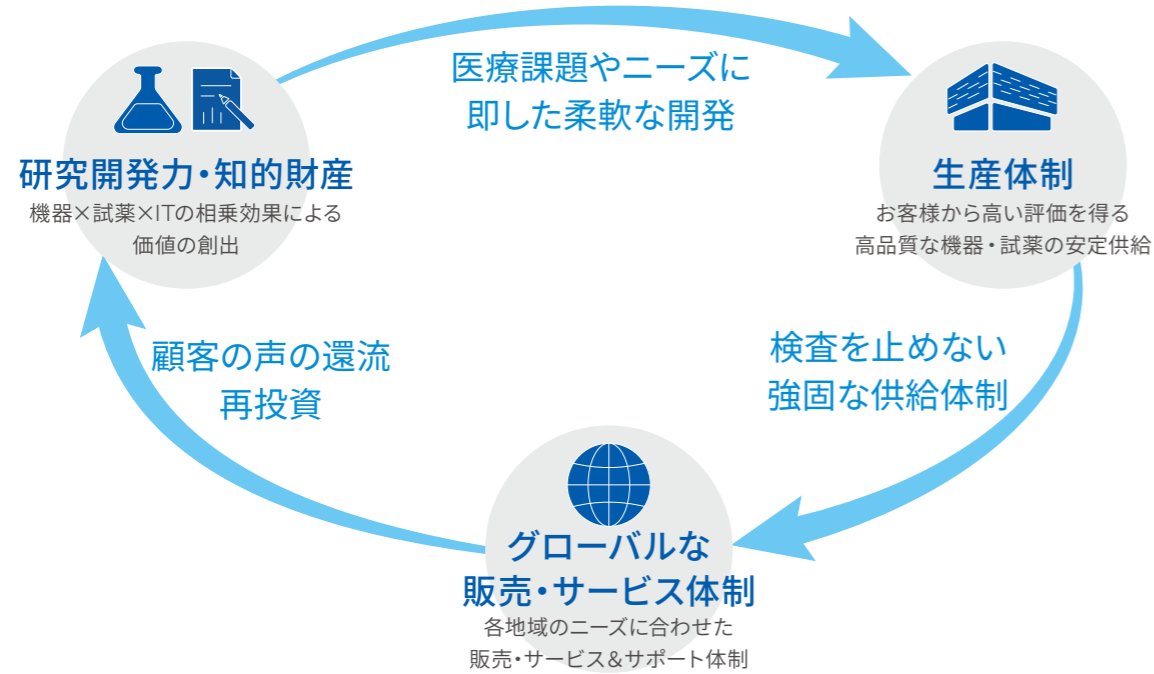 医療課題やニーズに
即した柔軟な開発
研究開発力・知的財産
機器×試薬×ITの相乗効果による
価値の創出
生産体制
お客様から高い評価を得る
高品質な機器・試薬の安定供給
検査を止めない
強固な供給体制
顧客の声の還流
再投資
グローバルな
販売・サービス体制
各地域のニーズに合わせた
販売・サービス&サポート体制